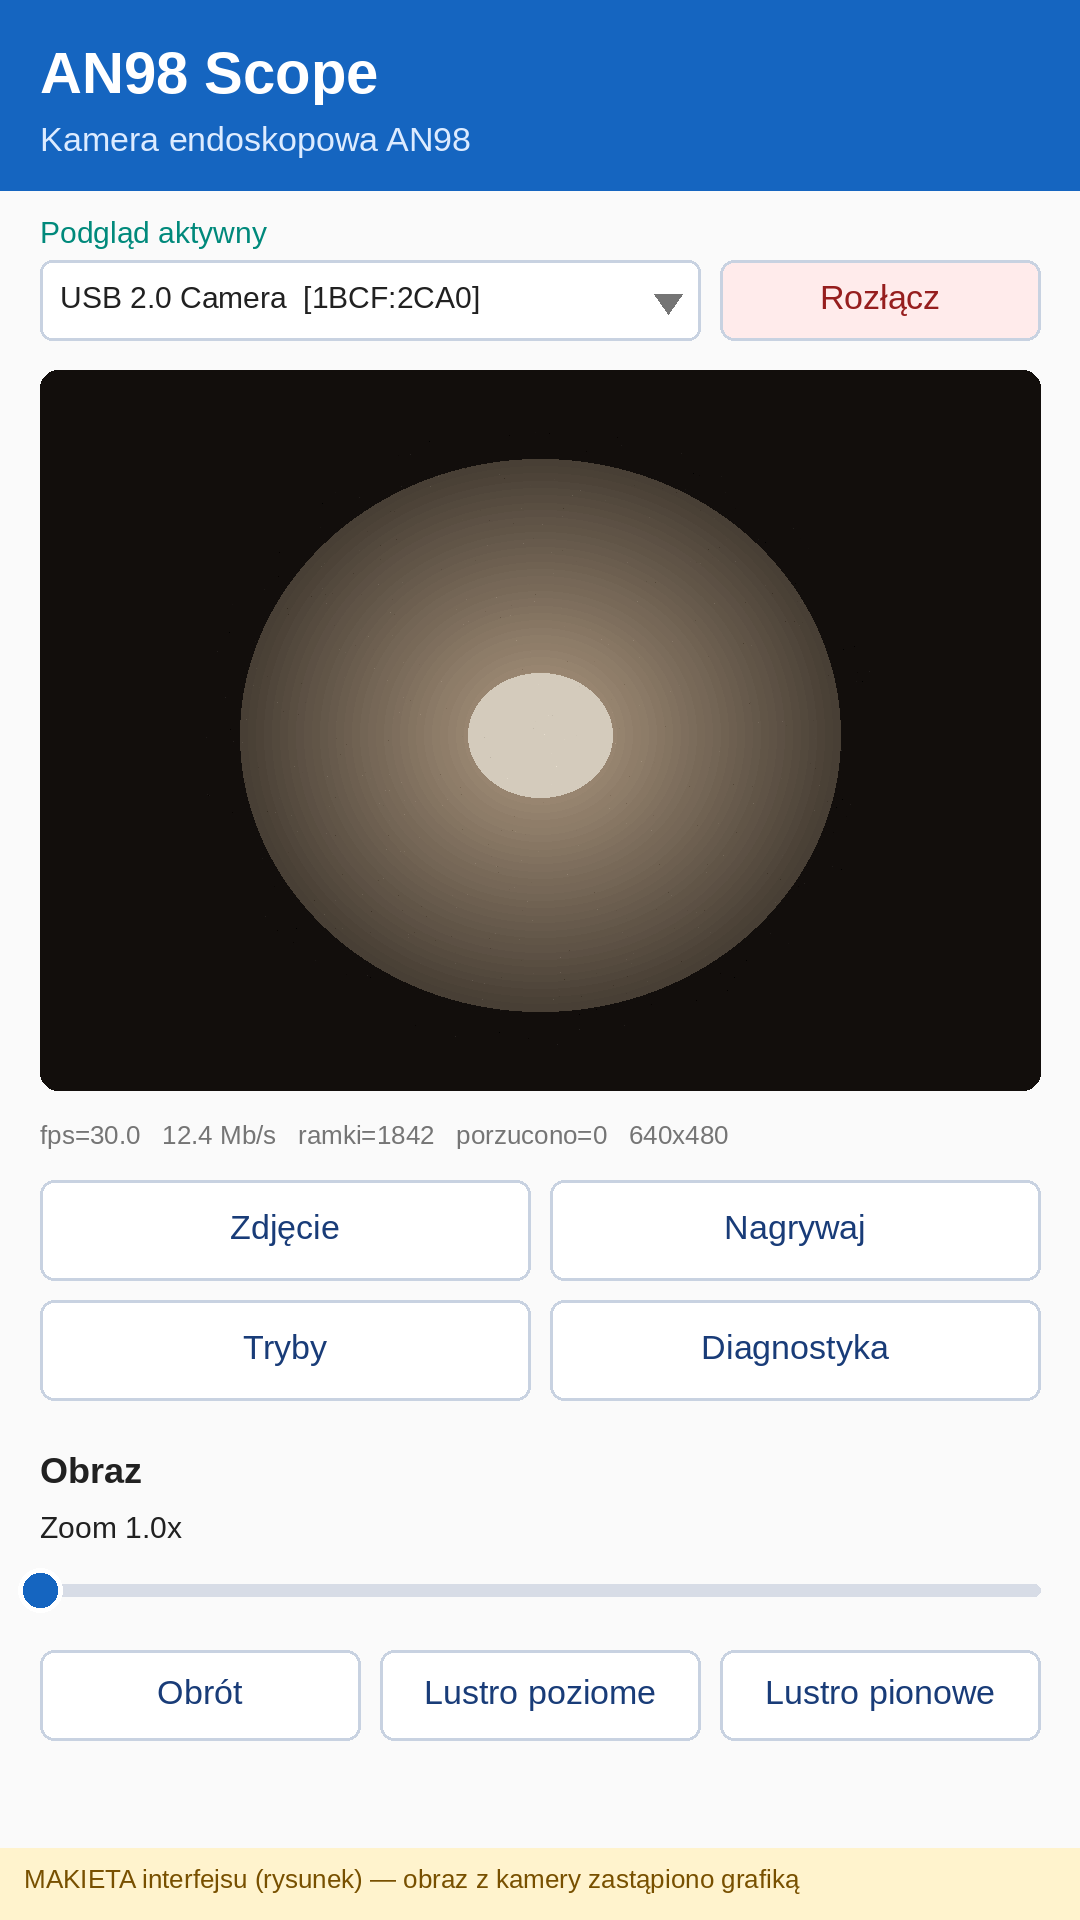 AN98 Scope
Kamera endoskopowa AN98
Podgląd aktywny
USB 2.0 Camera [1BCF:2CA0]
Rozłącz
fps=30.0 12.4 Mb/s ramki=1842 porzucono=0 640x480
Zdjęcie
Nagrywaj
Tryby
Diagnostyka
Obraz
Zoom 1.0x
Obrót
Lustro poziome
Lustro pionowe
MAKIETA interfejsu (rysunek) — obraz z kamery zastąpiono grafiką